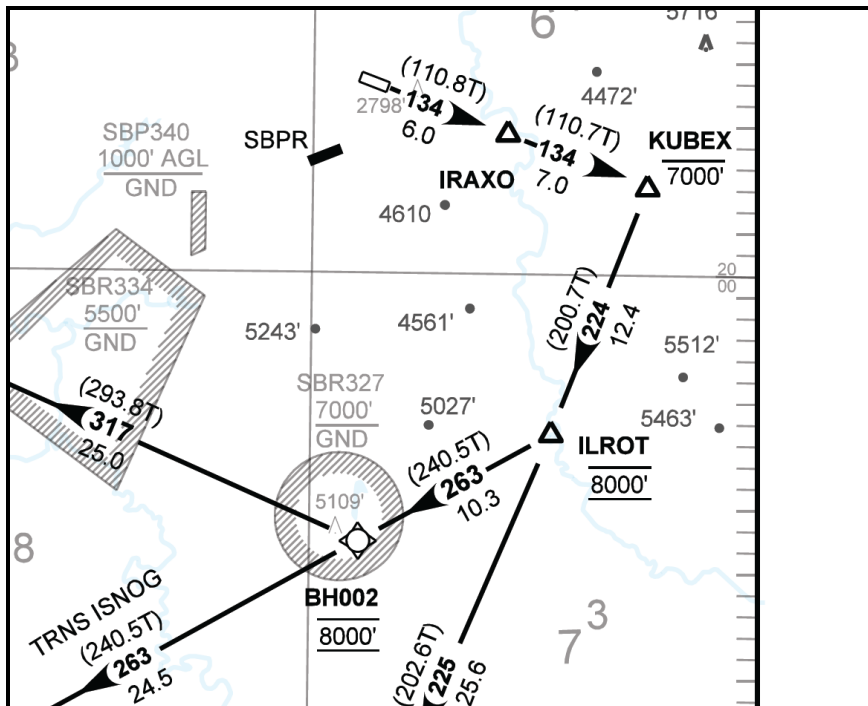 5716
6
3
(110.8T)
134
6.0
2798'
4472'
(110.7T)
134
7.0
IRAXO
KUBEX
7000'
SBP340
1000' AGL
GND
SBPR
4610
20
00
SBR334
5500'
GND
5243'
4561'
(200.7T)
224
12.4
5512'
5463'
SBR327
7000'
GND
5027'
(293.8T)
317
25.0
(240.5T)
263
10.3
ILROT
8000'
5109'
BH002
8000'
8
TRNS ISNOG
(240.5T)
263
24.5
(202.6T)
225
25.6
7
3